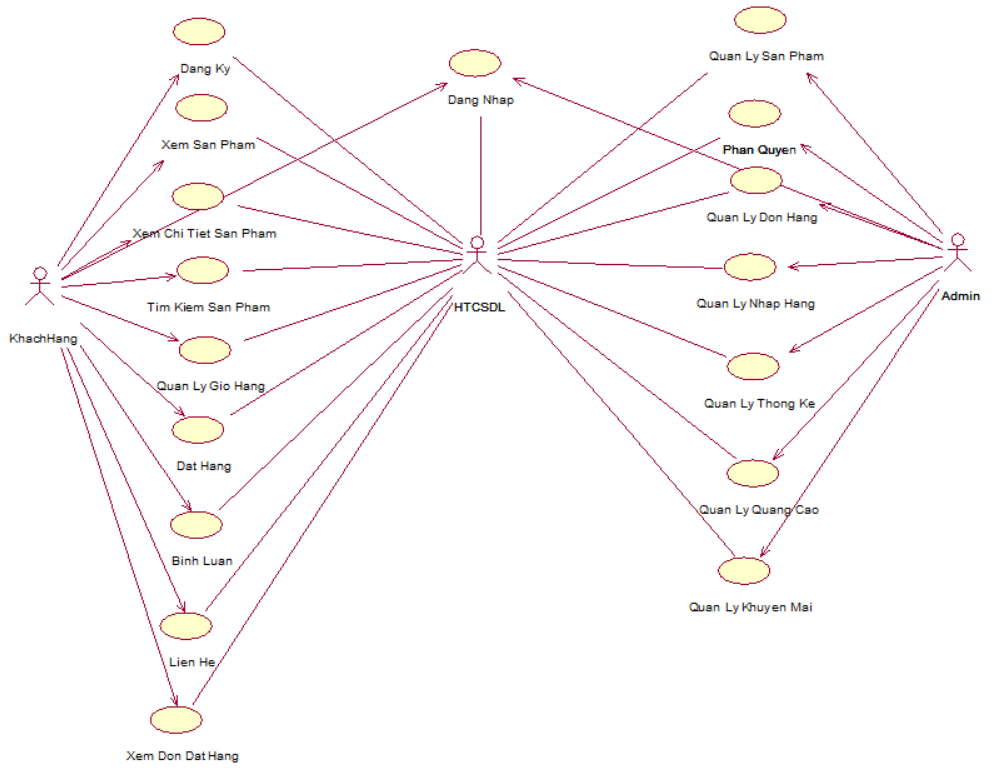 Dang Ky
Xem San Pham
Xem Chi Tiet San Pham
Tim Kiem San Pham
KhachHang
Quan Ly Gio Hang
Dat Hang
Binh Luan
Lien He
Xem Don Dat Hang
Dang Nhap
HTCSDL
Quan Ly San Pham
Phan Quyen
Quan Ly Don Hang
Quan Ly Nhap Hang
Admin
Quan Ly Thong Ke
Quan Ly Quang Cao
Quan Ly Khuyen Mai